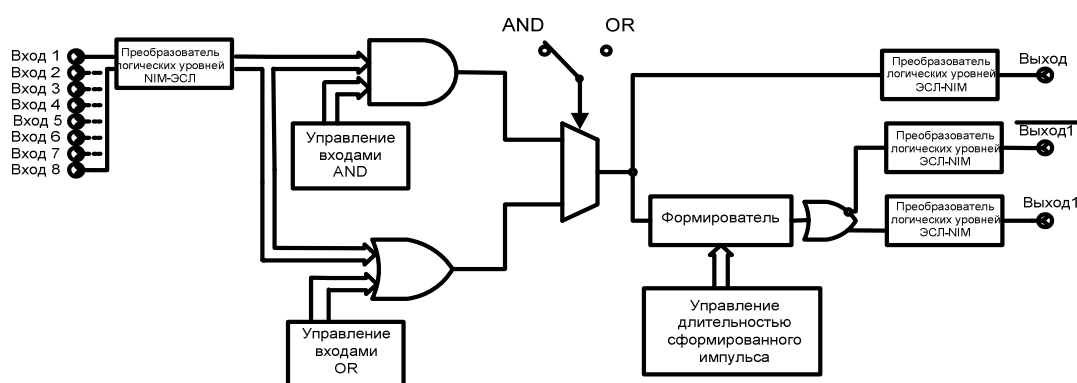 AND OR
Вход 1
Вход 2
Вход 3
Вход 4
Вход 5
Вход 6
Вход 7
Вход 8
Преобразователь
логических уровней
NIM-ЭСЛ
Управление
входами
AND
Управление
входами
OR
Формирователь
Управление
длительностью
сформированного
импульса
Преобразователь
логических уровней
ЭСЛ-NIM
Выход
Преобразователь
логических уровней
ЭСЛ-NIM
Выход1
Преобразователь
логических уровней
ЭСЛ-NIM
Выход1